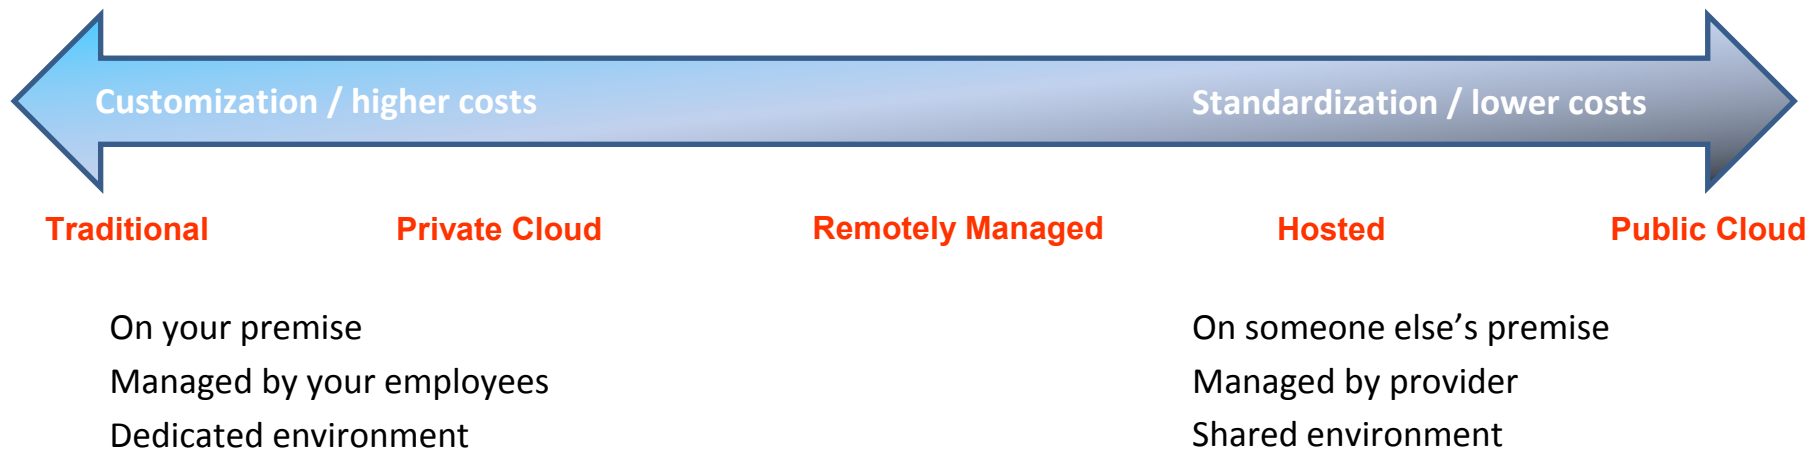 Customization / higher costs
Standardization / lower costs
Traditional
Private Cloud
Remotely Managed
Hosted
Public Cloud
On your premise
Managed by your employees
Dedicated environment
On someone else’s premise
Managed by provider
Shared environment